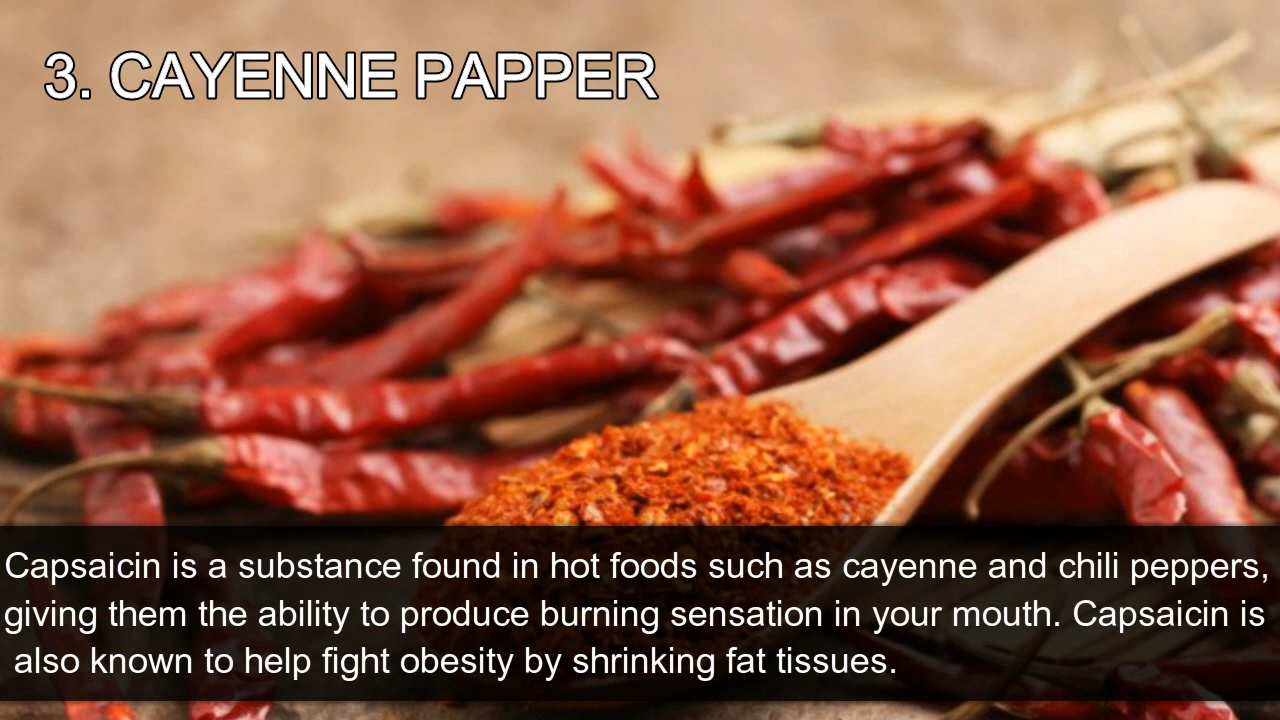 3. CAYENNE PAPPER
Capsaicin is a substance found in hot foods such as cayenne and chili peppers,
giving them the ability to produce burning sensation in your mouth. Capsaicin is
also known to help fight obesity by shrinking fat tissues.